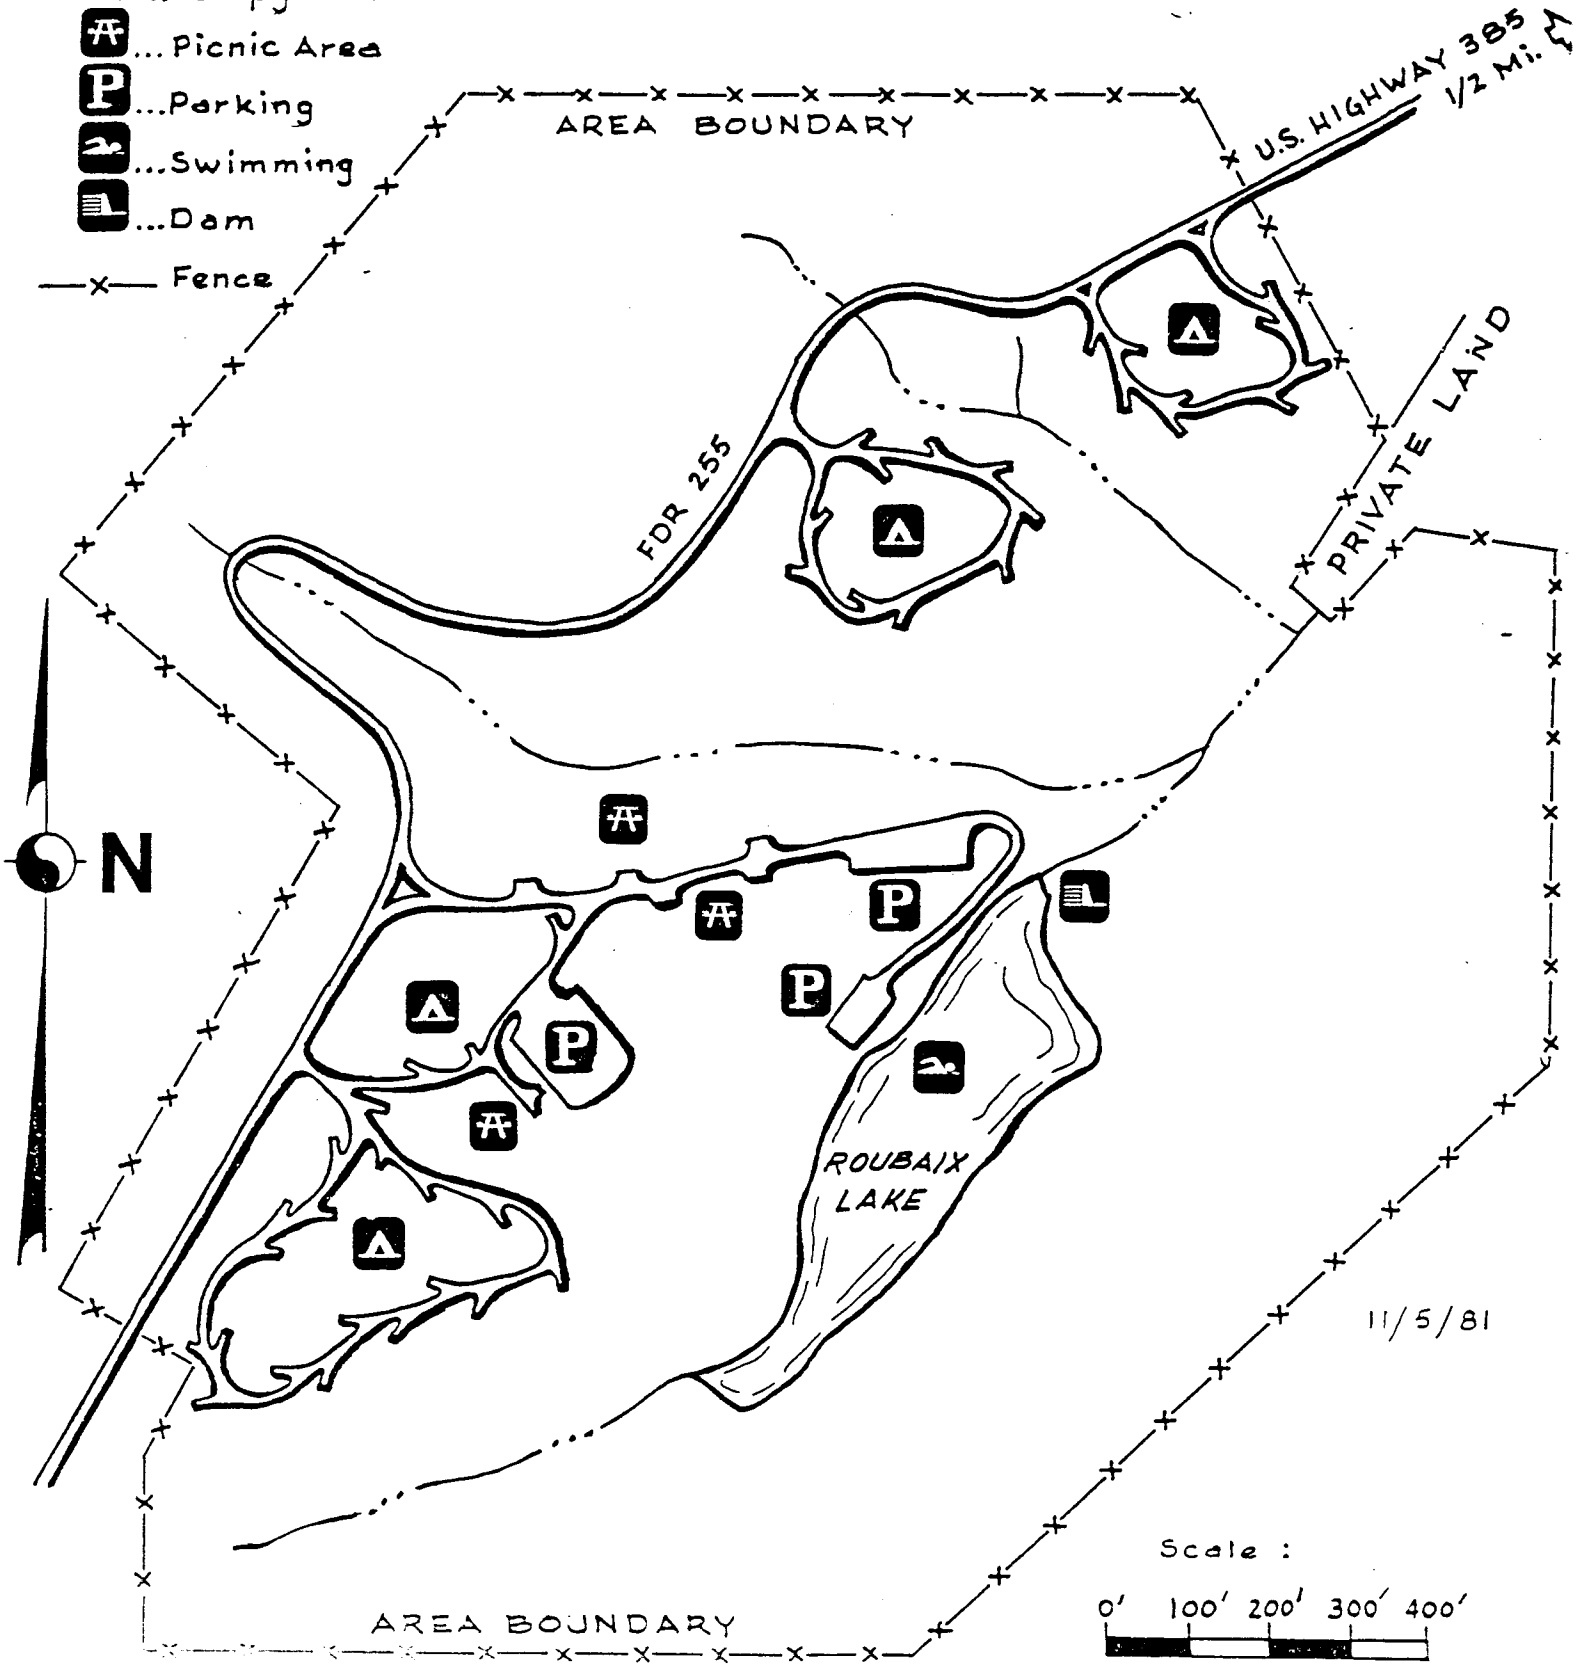 ...Picnic Area
P ...Parking
...Swimming
...Dam
—x— Fence
AREA BOUNDARY
U.S. HIGHWAY 385
1/2 Mi.
PRIVATE LAND
FDR 255
N
P
P
P
ROUBAIX
LAKE
11/5/81
Scale :
0' 100' 200' 300' 400'
AREA BOUNDARY